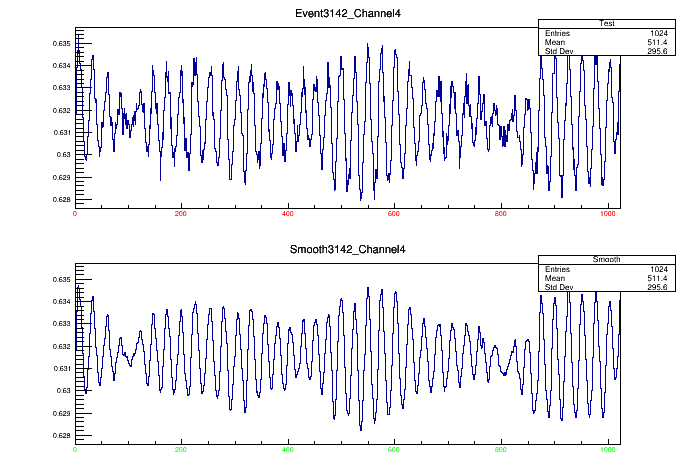 Event3142_Channel4
Test
Entries 1024
Mean 511.4
Std Dev 295.6
0.635
0.634
0.633
0.632
0.631
0.63
0.629
0.628
0 200 400 600 800 1000
Smooth3142_Channel4
Smooth
Entries 1024
Mean 511.4
Std Dev 295.6
0.635
0.634
0.633
0.632
0.631
0.63
0.629
0.628
0 200 400 600 800 1000